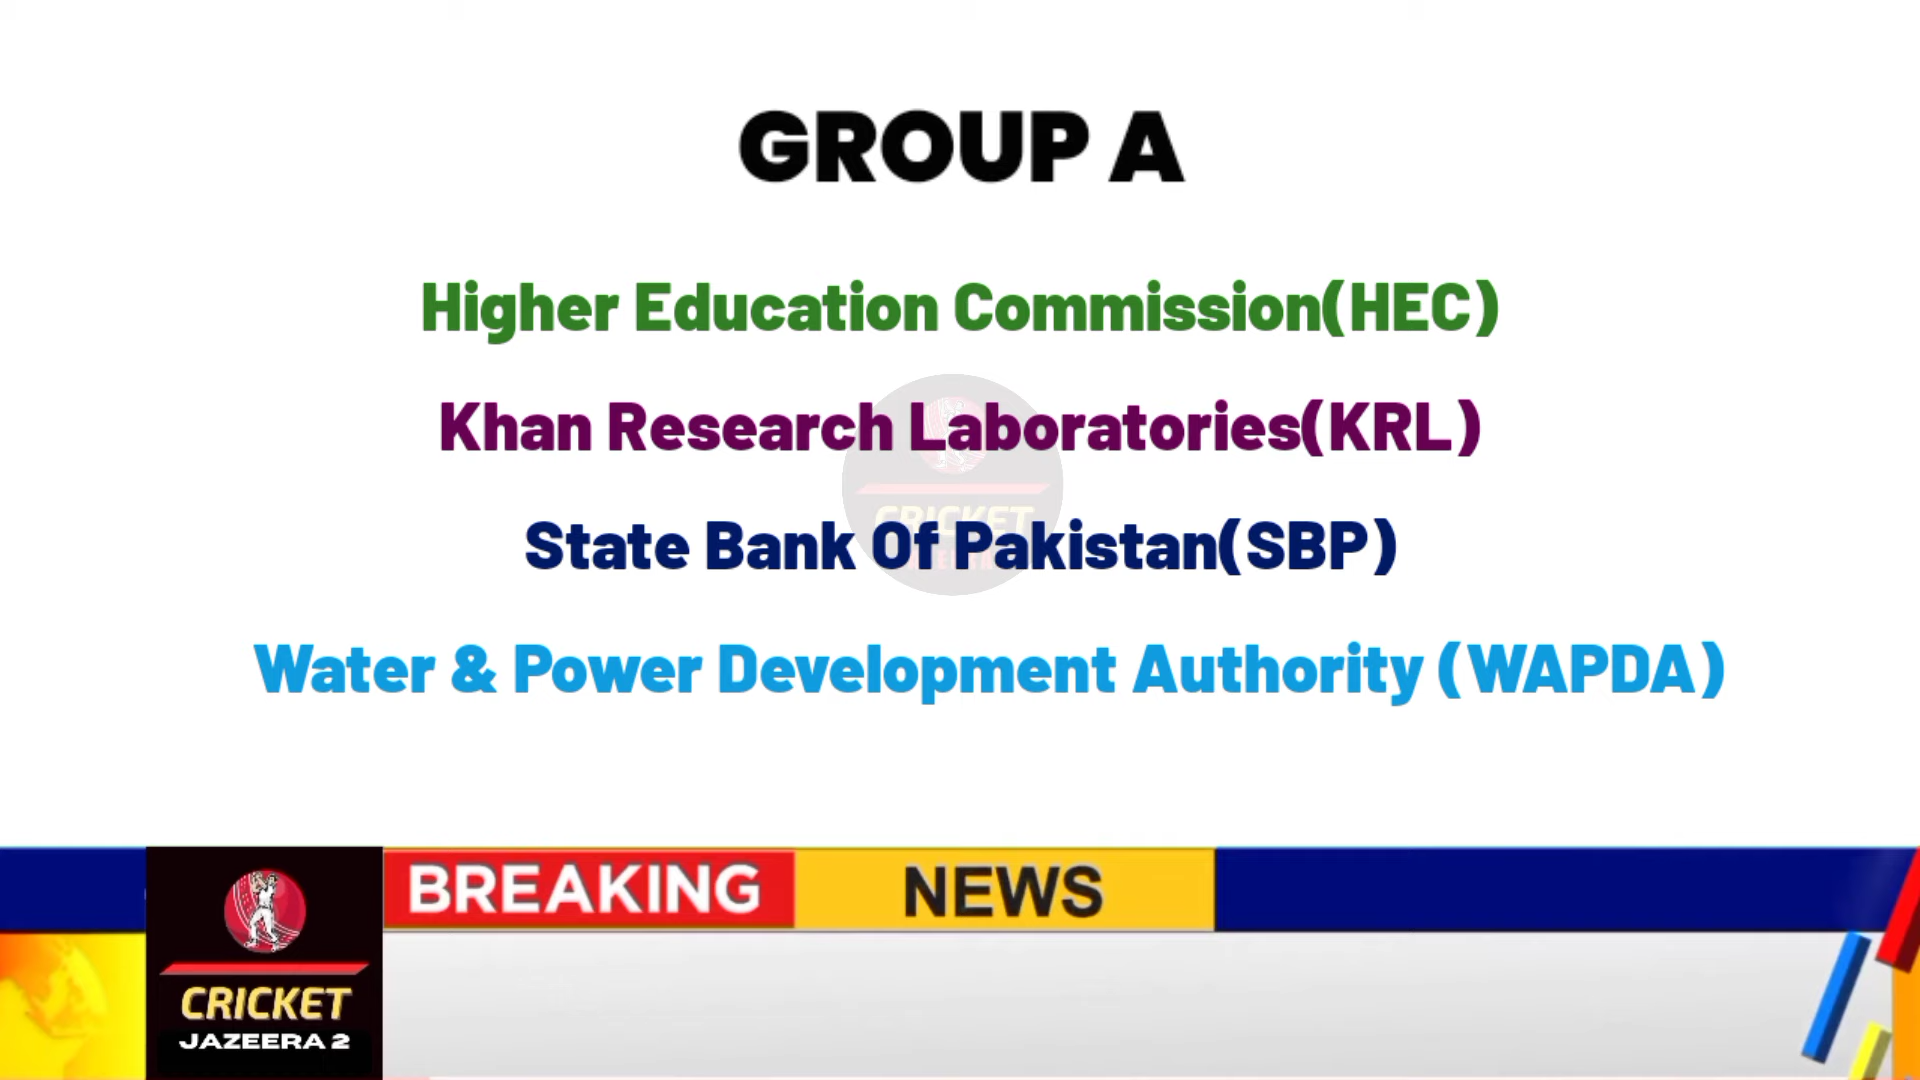 GROUP A
Higher Education Commission(HEC)
Khan Research Laboratories(KRL)
CRICKET
State Bank Of Pakistan(SBP)
Water & Power Development Authority (WAPDA)
BREAKING NEWS
CRICKET
JAZEERA 2